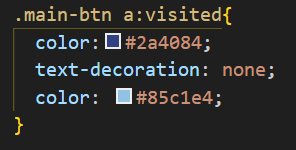 .main-btn a:visited{
color: #2a4084;
text-decoration: none;
color: #85c1e4;
}